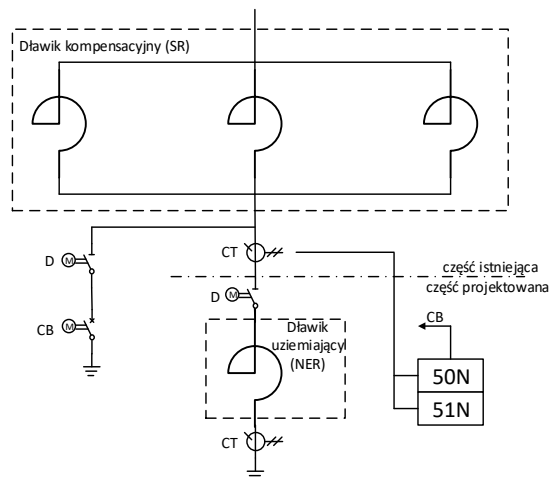 Dławik kompensacyjny (SR)
D
M
CB
M
CT
część istniejąca
część projektowana
D
M
Dławik
uziemiający
(NER)
CB
50N
51N
CT